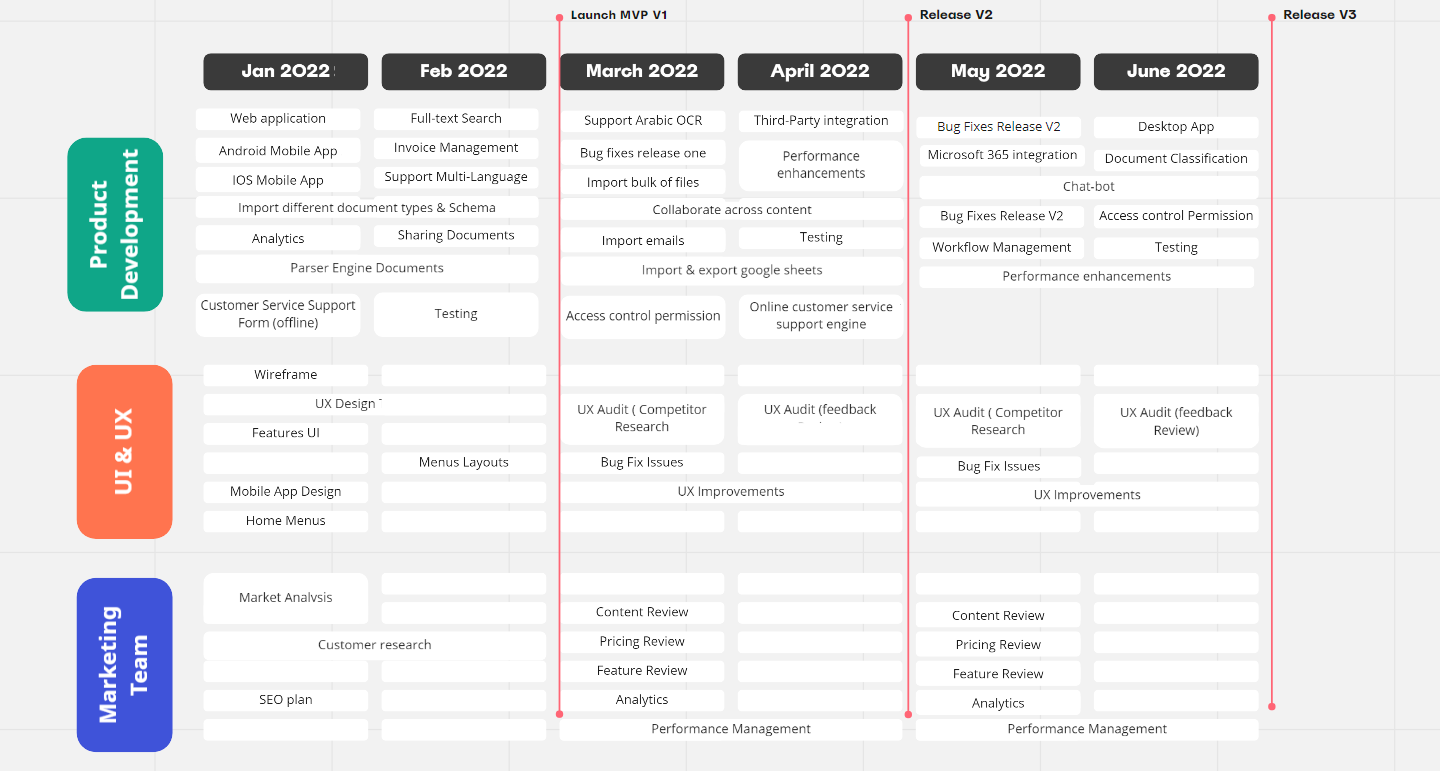 Launch MVP V1
Release V2
Release V3
Jan 2022
Feb 2022
March 2022
April 2022
May 2022
June 2022
Product
Development
Web application
Full-text Search
Support Arabic OCR
Third-Party integration
Bug Fixes Release V2
Desktop App
Android Mobile App
Invoice Management
Bug fixes release one
Performance
enhancements
Microsoft 365 integration
Document Classification
IOS Mobile App
Support Multi-Language
Import bulk of files
Chat-bot
Import different document types & Schema
Collaborate across content
Bug Fixes Release V2
Access control Permission
Analytics
Sharing Documents
Import emails
Testing
Workflow Management
Testing
Parser Engine Documents
Import & export google sheets
Performance enhancements
Customer Service Support
Form (offline)
Testing
Access control permission
Online customer service
support engine
UI & UX
Wireframe
UX Design
UX Audit ( Competitor
Research
UX Audit (feedback
UX Audit ( Competitor
Research
UX Audit (feedback
Review)
Features UI
Menus Layouts
Bug Fix Issues
Bug Fix Issues
Mobile App Design
UX Improvements
UX Improvements
Home Menus
Marketing
Team
Market Analysis
Content Review
Content Review
Customer research
Pricing Review
Pricing Review
Feature Review
Feature Review
SEO plan
Analytics
Analytics
Performance Management
Performance Management